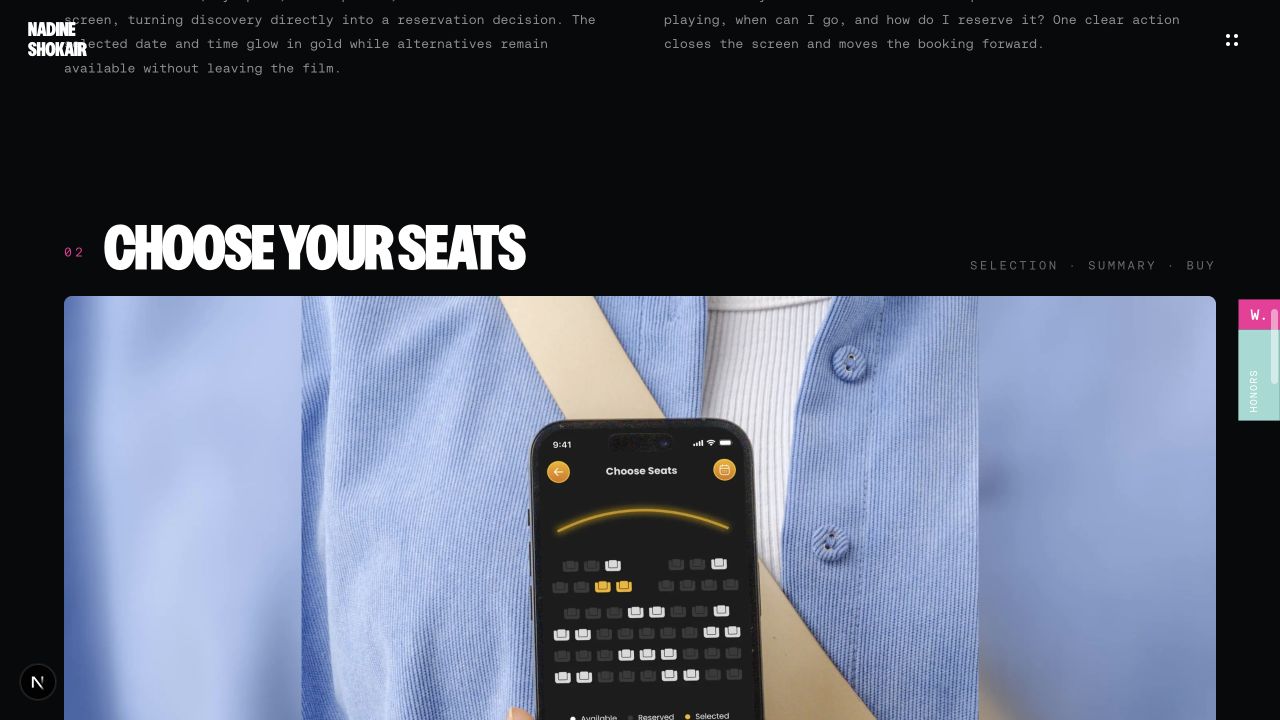 screen, turning discovery directly into a reservation decision. The
selected date and time glow in gold while alternatives remain
available without leaving the film.
playing, when can I go, and how do I reserve it? One clear action
closes the screen and moves the booking forward.
NADINE
SHOKAIR
02
CHOOSE YOUR SEATS
SELECTION · SUMMARY · BUY
W.
HONORS
9:41
Choose Seats
Available
Reserved
Selected
N